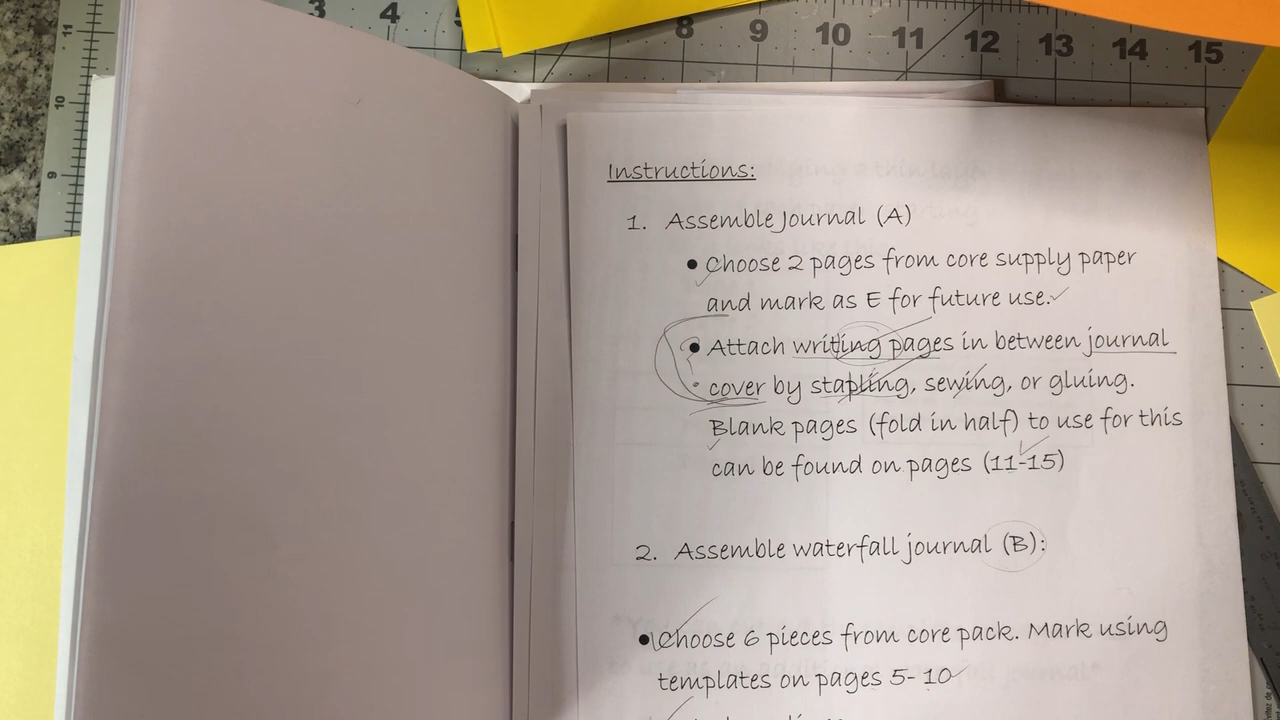 3 4 8 9 10 11 12 13 14 15
11
10
9
Instructions:
1. Assemble Journal (A)
• Choose 2 pages from core supply paper
and mark as E for future use.
• Attach writing pages in between journal
cover by stapling, sewing, or gluing.
Blank pages (fold in half) to use for this
can be found on pages (11-15)
2. Assemble waterfall journal (B):
• Choose 6 pieces from core pack. Mark using
templates on pages 5- 10